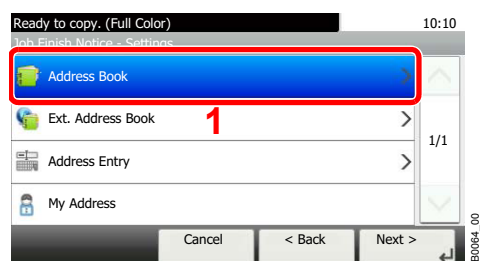 Ready to copy. (Full Color) 10:10
Job Finish Notice - Settings
Address Book
Ext. Address Book
1
1/1
Address Entry
My Address
Cancel < Back Next >
B0064_00